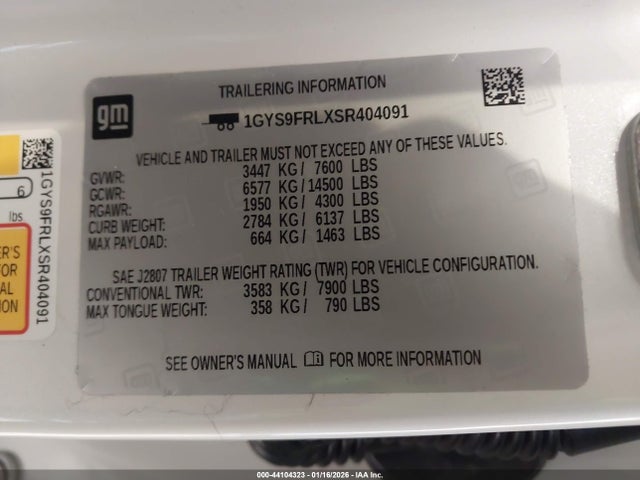 gm
TRAILERING INFORMATION
1GYS9FRLXSR404091
VEHICLE AND TRAILER MUST NOT EXCEED ANY OF THESE VALUES.
GVWR: 3447 KG / 7600 LBS
GCWR: 6577 KG / 14500 LBS
RGAWR: 1950 KG / 4300 LBS
CURB WEIGHT: 2784 KG / 6137 LBS
MAX PAYLOAD: 664 KG / 1463 LBS
SAE J2807 TRAILER WEIGHT RATING (TWR) FOR VEHICLE CONFIGURATION.
CONVENTIONAL TWR: 3583 KG / 7900 LBS
MAX TONGUE WEIGHT: 358 KG / 790 LBS
SEE OWNER'S MANUAL FOR MORE INFORMATION
6
lbs
1GYS9FRLXSR404091
000-44104323 | 01/16/2026 - IAA Inc.